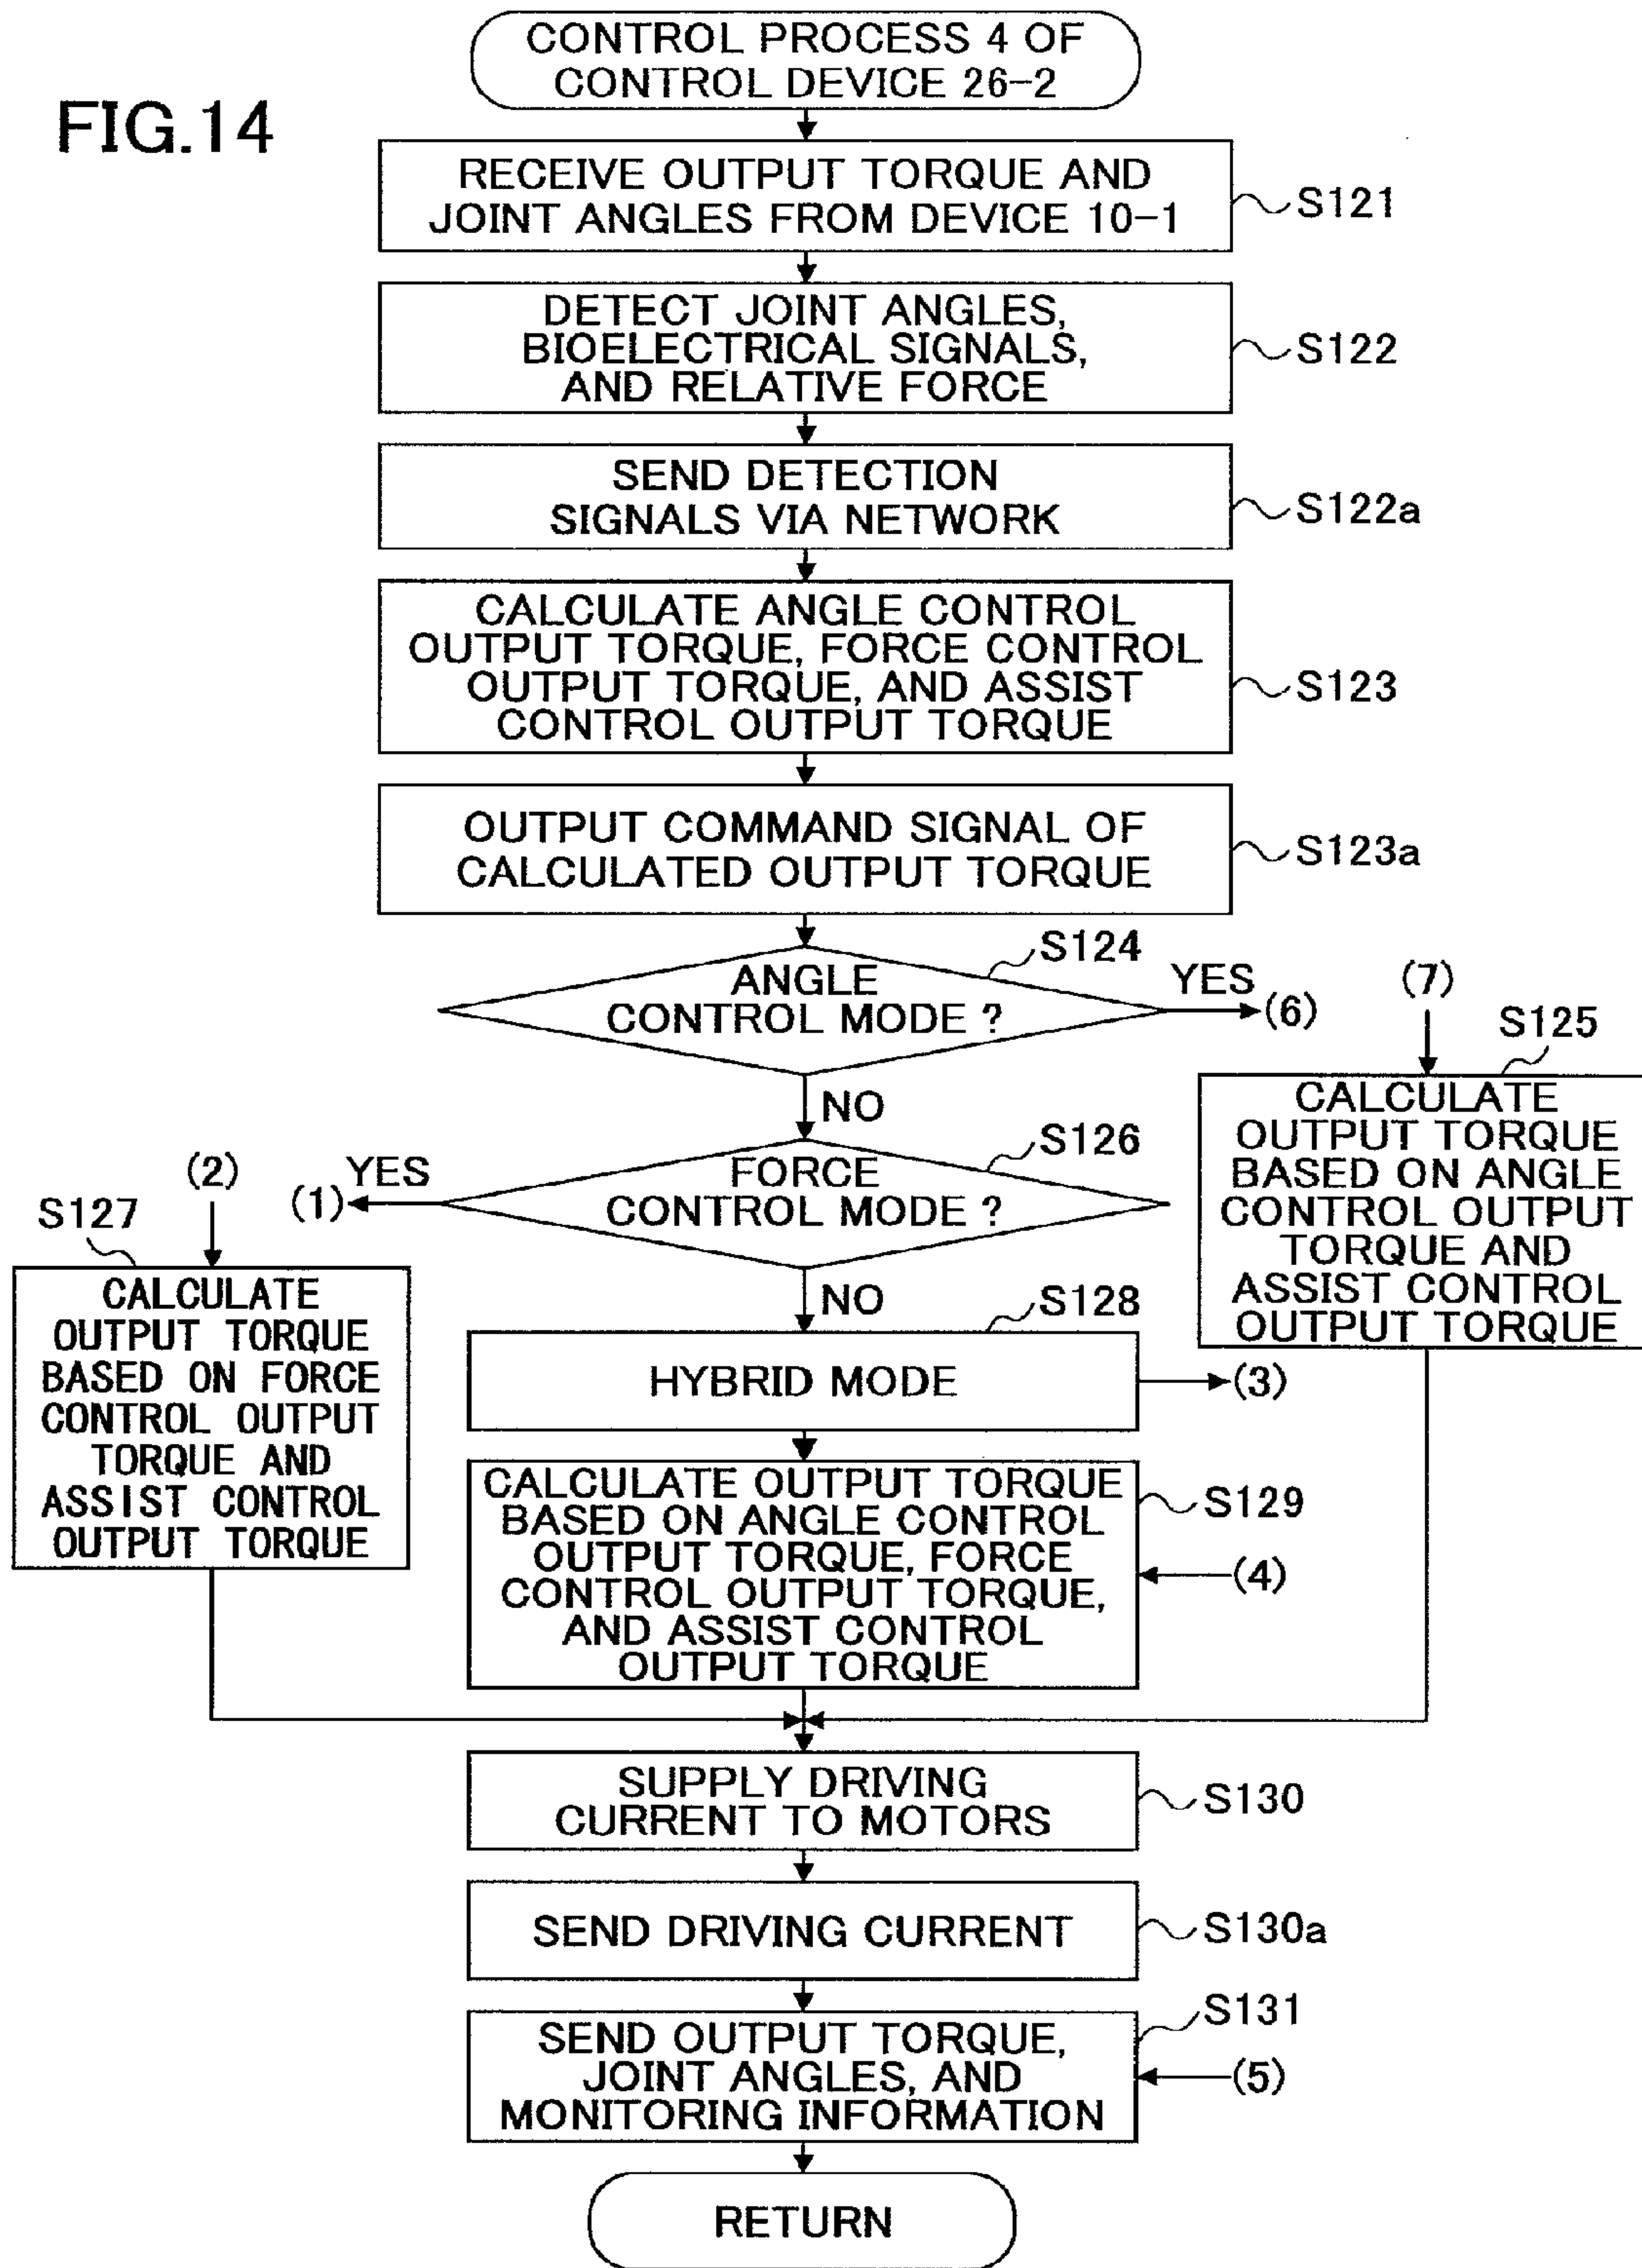 FIG.14
CONTROL PROCESS 4 OF
CONTROL DEVICE 26-2
RECEIVE OUTPUT TORQUE AND
JOINT ANGLES FROM DEVICE 10-1
S121
DETECT JOINT ANGLES,
BIOELECTRICAL SIGNALS,
AND RELATIVE FORCE
S122
SEND DETECTION
SIGNALS VIA NETWORK
S122a
CALCULATE ANGLE CONTROL
OUTPUT TORQUE, FORCE CONTROL
OUTPUT TORQUE, AND ASSIST
CONTROL OUTPUT TORQUE
S123
OUTPUT COMMAND SIGNAL OF
CALCULATED OUTPUT TORQUE
S123a
S124
ANGLE
CONTROL MODE ?
YES
(6)
NO
(7)
S125
CALCULATE
OUTPUT TORQUE
BASED ON ANGLE
CONTROL OUTPUT
TORQUE AND
ASSIST CONTROL
OUTPUT TORQUE
S126
FORCE
CONTROL MODE ?
YES
(1)
NO
(2)
S127
CALCULATE
OUTPUT TORQUE
BASED ON FORCE
CONTROL OUTPUT
TORQUE AND
ASSIST CONTROL
OUTPUT TORQUE
S128
HYBRID MODE
(3)
CALCULATE OUTPUT TORQUE
BASED ON ANGLE CONTROL
OUTPUT TORQUE, FORCE
CONTROL OUTPUT TORQUE,
AND ASSIST CONTROL
OUTPUT TORQUE
S129
(4)
SUPPLY DRIVING
CURRENT TO MOTORS
S130
SEND DRIVING CURRENT
S130a
S131
SEND OUTPUT TORQUE,
JOINT ANGLES, AND
MONITORING INFORMATION
(5)
RETURN